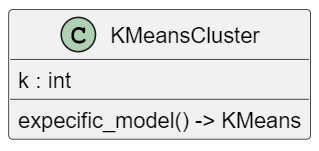 C KMeansCluster
k : int
expecific_model() -> KMeans